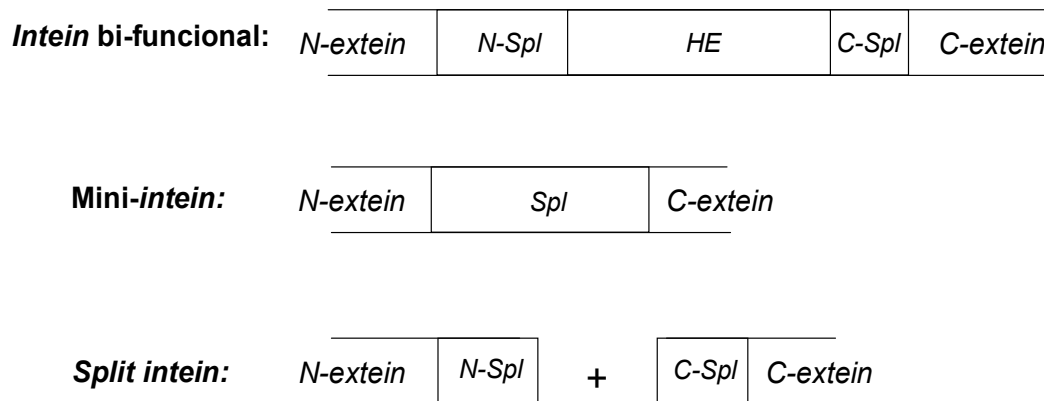 Intein bi-funcional: N-extein N-Spl HE C-Spl C-extein
Mini-intein: N-extein Spl C-extein
Split intein: N-extein N-Spl + C-Spl C-extein